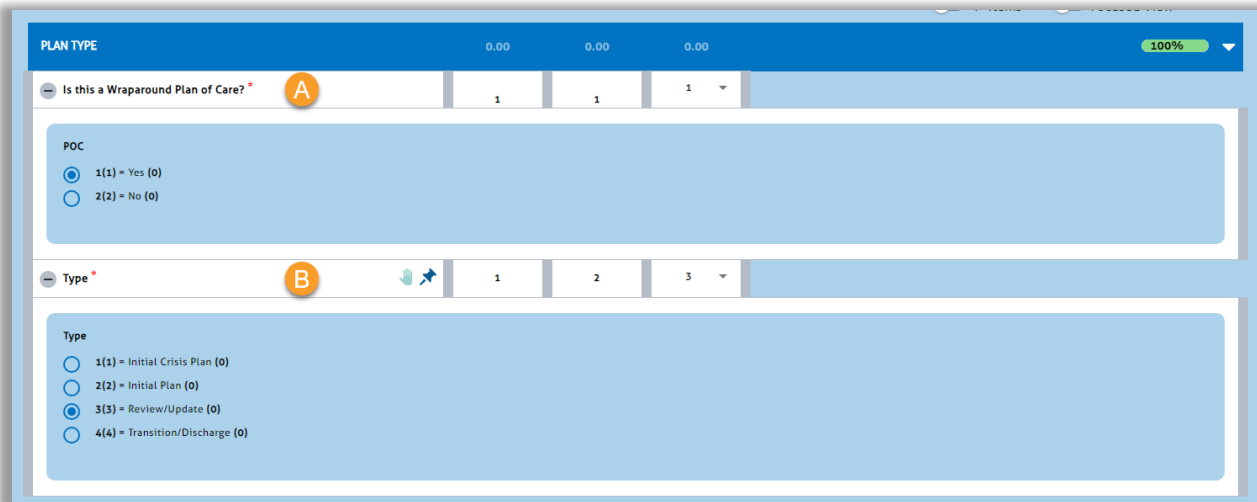 PLAN TYPE 0.00 0.00 0.00 100%
Is this a Wraparound Plan of Care? * A 1 1 1
POC
1(1) = Yes (0)
2(2) = No (0)
Type * B 1 2 3
Type
1(1) = Initial Crisis Plan (0)
2(2) = Initial Plan (0)
3(3) = Review/Update (0)
4(4) = Transition/Discharge (0)